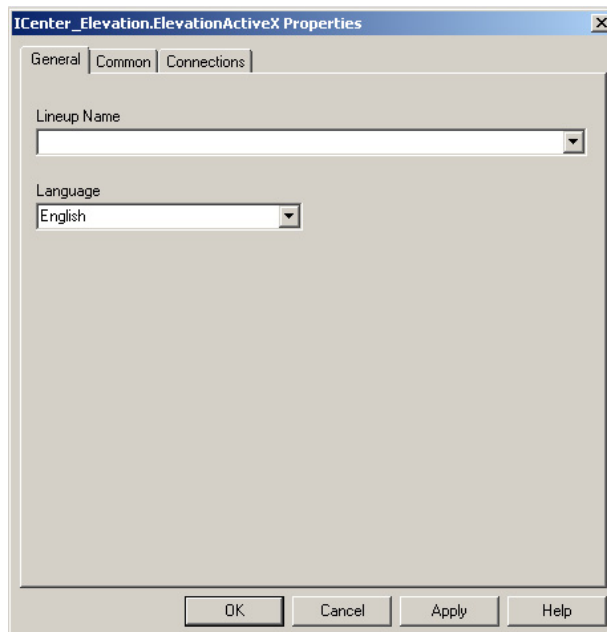 ICenter_Elevation.ElevationActiveX Properties
General Common Connections
Lineup Name
Language
English
OK Cancel Apply Help